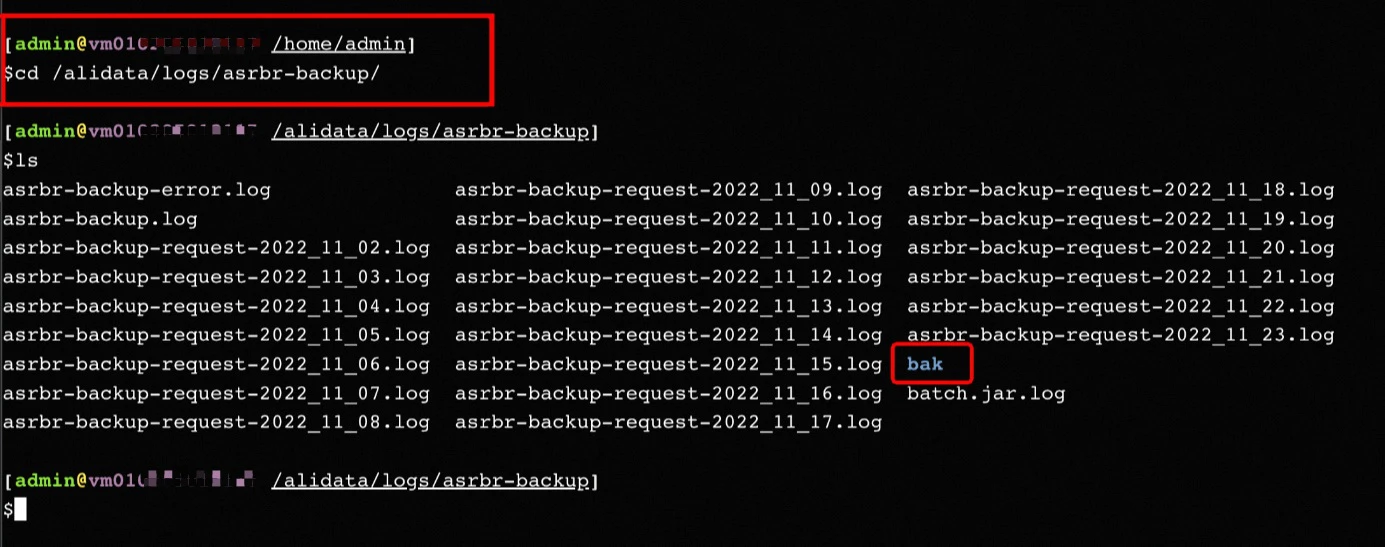 [admin@vm010 /home/admin]
$cd /alidata/logs/asrbr-backup/
[admin@vm010 /alidata/logs/asrbr-backup]
$ls
asrbr-backup-error.log asrbr-backup-request-2022_11_09.log asrbr-backup-request-2022_11_18.log
asrbr-backup.log asrbr-backup-request-2022_11_10.log asrbr-backup-request-2022_11_19.log
asrbr-backup-request-2022_11_02.log asrbr-backup-request-2022_11_11.log asrbr-backup-request-2022_11_20.log
asrbr-backup-request-2022_11_03.log asrbr-backup-request-2022_11_12.log asrbr-backup-request-2022_11_21.log
asrbr-backup-request-2022_11_04.log asrbr-backup-request-2022_11_13.log asrbr-backup-request-2022_11_22.log
asrbr-backup-request-2022_11_05.log asrbr-backup-request-2022_11_14.log asrbr-backup-request-2022_11_23.log
asrbr-backup-request-2022_11_06.log asrbr-backup-request-2022_11_15.log bak
asrbr-backup-request-2022_11_07.log asrbr-backup-request-2022_11_16.log batch.jar.log
asrbr-backup-request-2022_11_08.log asrbr-backup-request-2022_11_17.log
[admin@vm010 /alidata/logs/asrbr-backup]
$